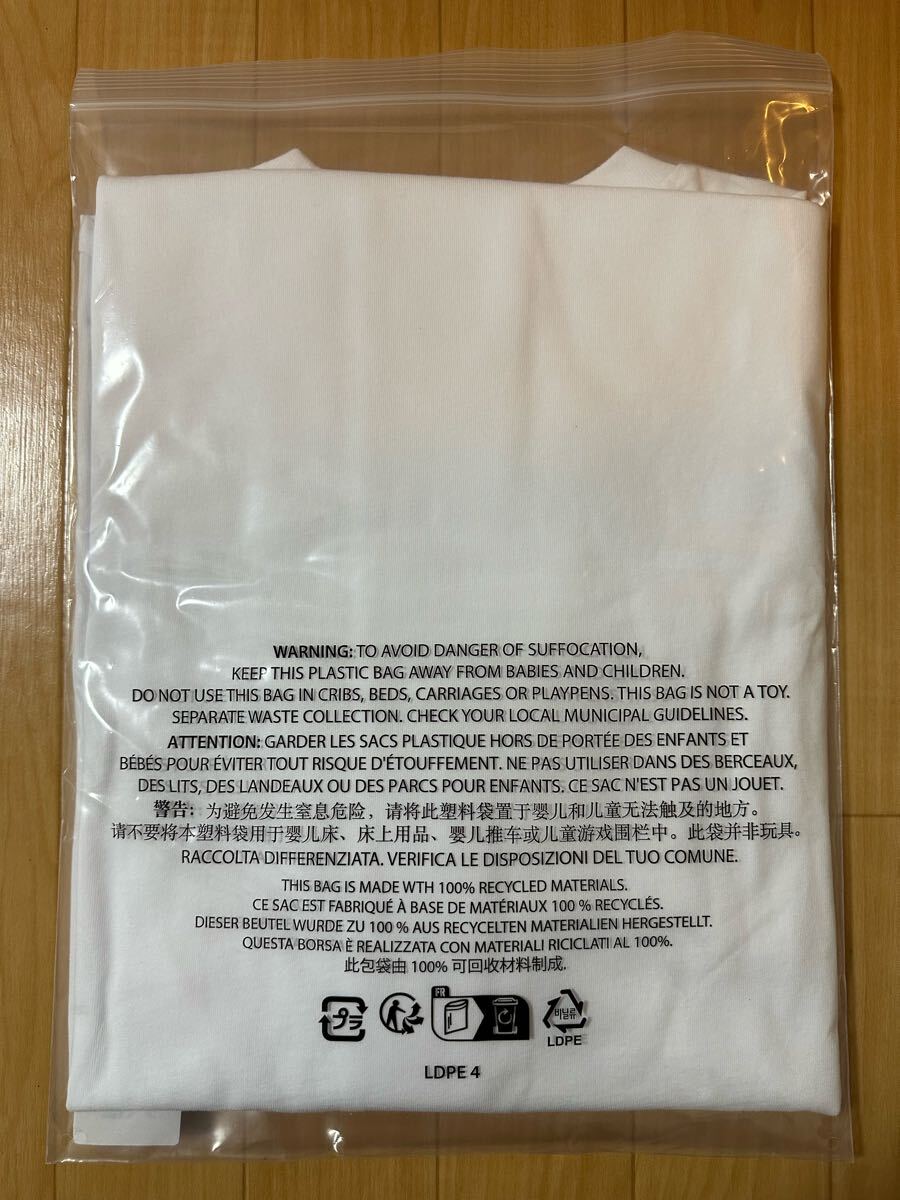 WARNING: TO AVOID DANGER OF SUFFOCATION,
KEEP THIS PLASTIC BAG AWAY FROM BABIES AND CHILDREN.
DO NOT USE THIS BAG IN CRIBS, BEDS, CARRIAGES OR PLAYPENS. THIS BAG IS NOT A TOY.
SEPARATE WASTE COLLECTION. CHECK YOUR LOCAL MUNICIPAL GUIDELINES.
ATTENTION: GARDER LES SACS PLASTIQUE HORS DE PORTÉE DES ENFANTS ET
BÉBÉS POUR ÉVITER TOUT RISQUE D'ÉTOUFFEMENT. NE PAS UTILISER DANS DES BERCEAUX,
DES LITS, DES LANDEAUX OU DES PARCS POUR ENFANTS. CE SAC N'EST PAS UN JOUET.
警告: 为避免发生窒息危险，请将此塑料袋置于婴儿和儿童无法触及的地方。
请不要将本塑料袋用于婴儿床、床上用品、婴儿推车或儿童游戏围栏中。此袋并非玩具。
RACCOLTA DIFFERENZIATA. VERIFICA LE DISPOSIZIONI DEL TUO COMUNE.
THIS BAG IS MADE WTH 100% RECYCLED MATERIALS.
CE SAC EST FABRIQUÉ À BASE DE MATÉRIAUX 100 % RECYCLÉS.
DIESER BEUTEL WURDE ZU 100 % AUS RECYCELTEN MATERIALIEN HERGESTELLT.
QUESTA BORSA È REALIZZATA CON MATERIALI RICICLATI AL 100%.
此包袋由 100% 可回收材料制成.
プラ
FR
비닐류
LDPE
LDPE 4